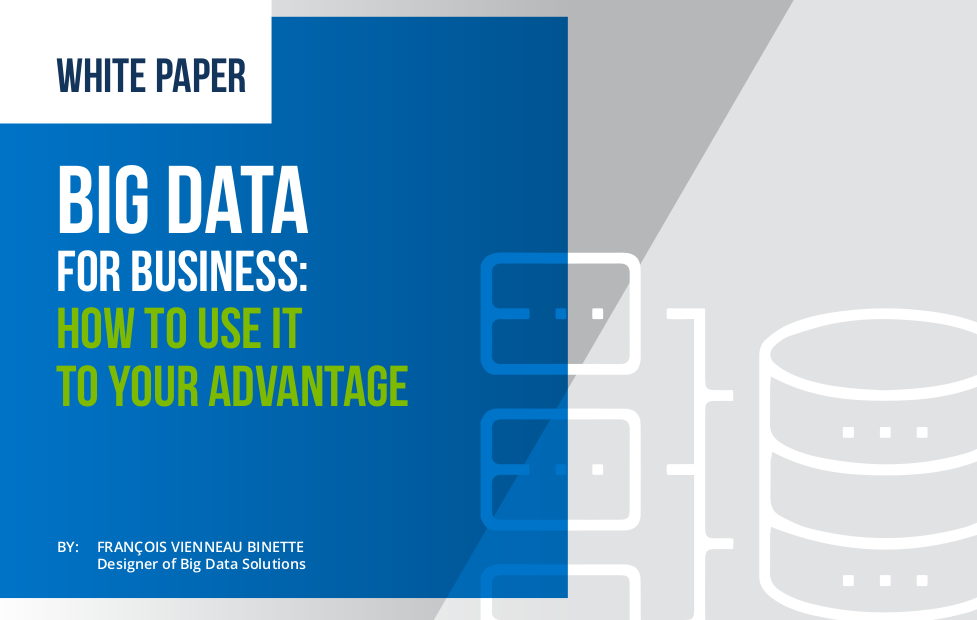 WHITE PAPER
BIG DATA
FOR BUSINESS:
HOW TO USE IT
TO YOUR ADVANTAGE
BY: FRANÇOIS VIENNEAU BINETTE
Designer of Big Data Solutions